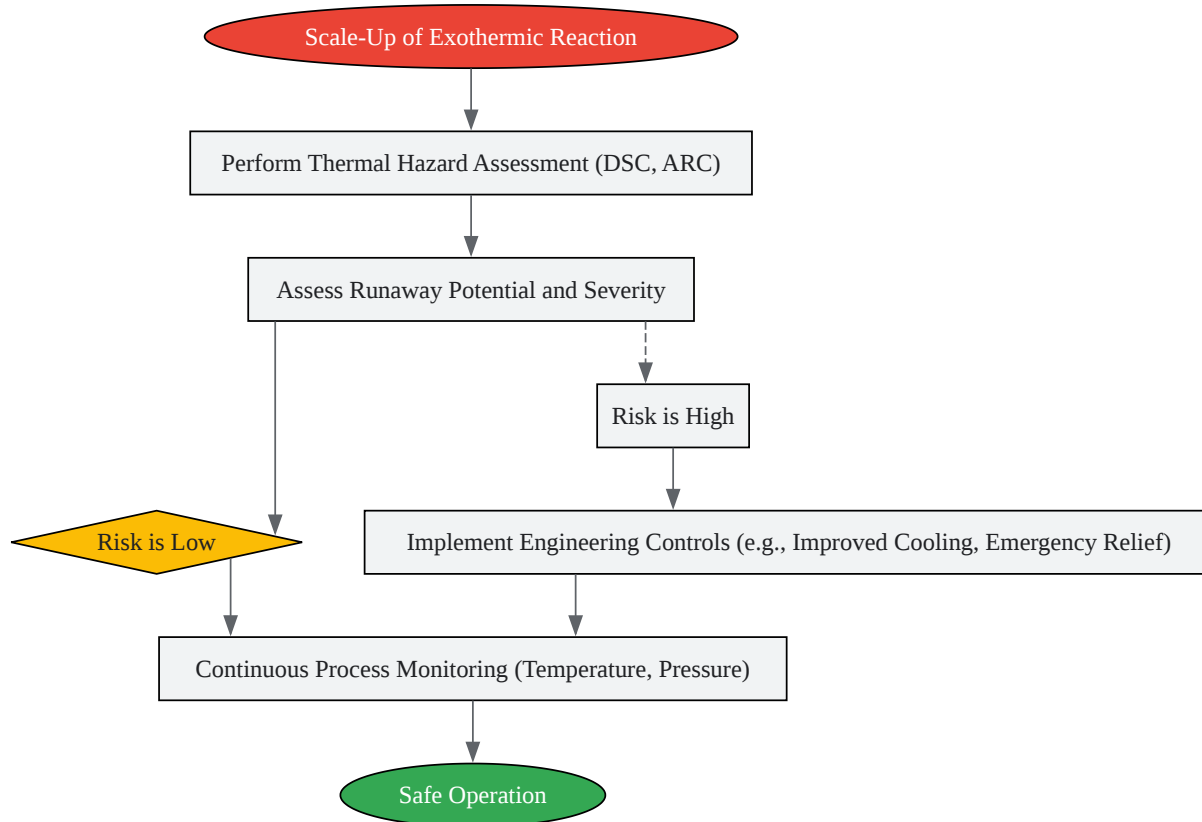 Scale-Up of Exothermic Reaction
Perform Thermal Hazard Assessment (DSC, ARC)
Assess Runaway Potential and Severity
Risk is High
Risk is Low
Implement Engineering Controls (e.g., Improved Cooling, Emergency Relief)
Continuous Process Monitoring (Temperature, Pressure)
Safe Operation